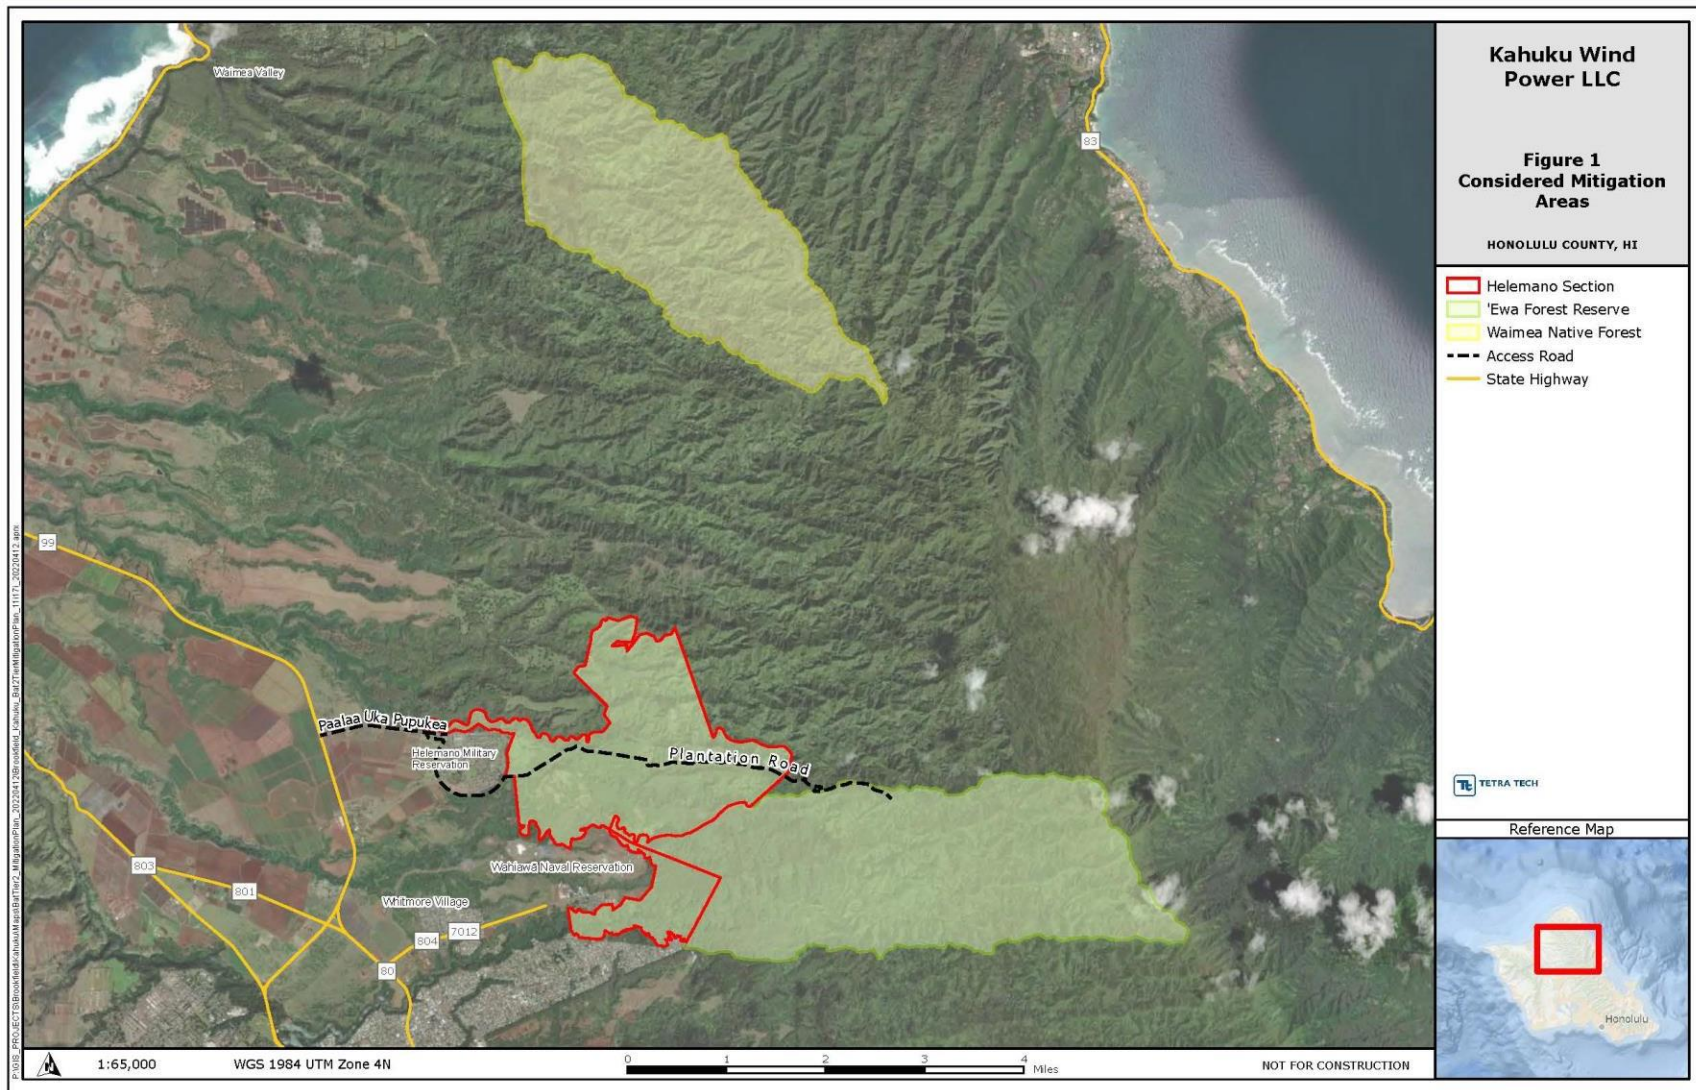 Kahuku Wind
Power LLC
Figure 1
Considered Mitigation
Areas
HONOLULU COUNTY, HI
Helemano Section
'Ewa Forest Reserve
Waimea Native Forest
Access Road
State Highway
TETRA TECH
Reference Map
Honolulu
Waimea Valley
83
99
Paalaa Uka Pupukea
Helemano Military
Reservation
Plantation Road
Wahiawā Naval Reservation
803
801
Whitmore Village
7012
804
80
1:65,000
WGS 1984 UTM Zone 4N
0 1 2 3 4
Miles
NOT FOR CONSTRUCTION